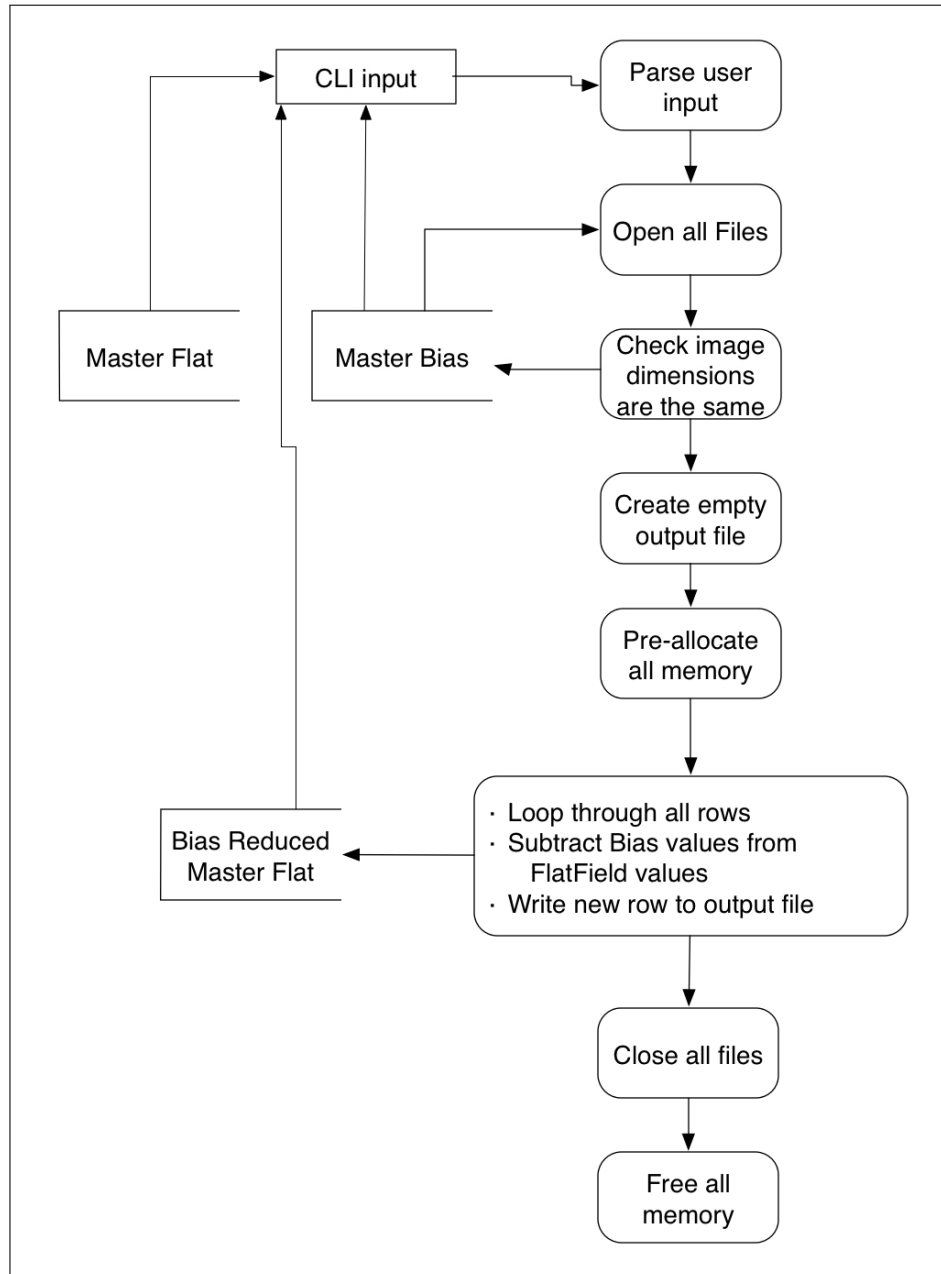 CLI input
Parse user
input
Open all Files
Master Flat
Master Bias
Check image
dimensions
are the same
Create empty
output file
Pre-allocate
all memory
· Loop through all rows
· Subtract Bias values from
FlatField values
· Write new row to output file
Bias Reduced
Master Flat
Close all files
Free all
memory